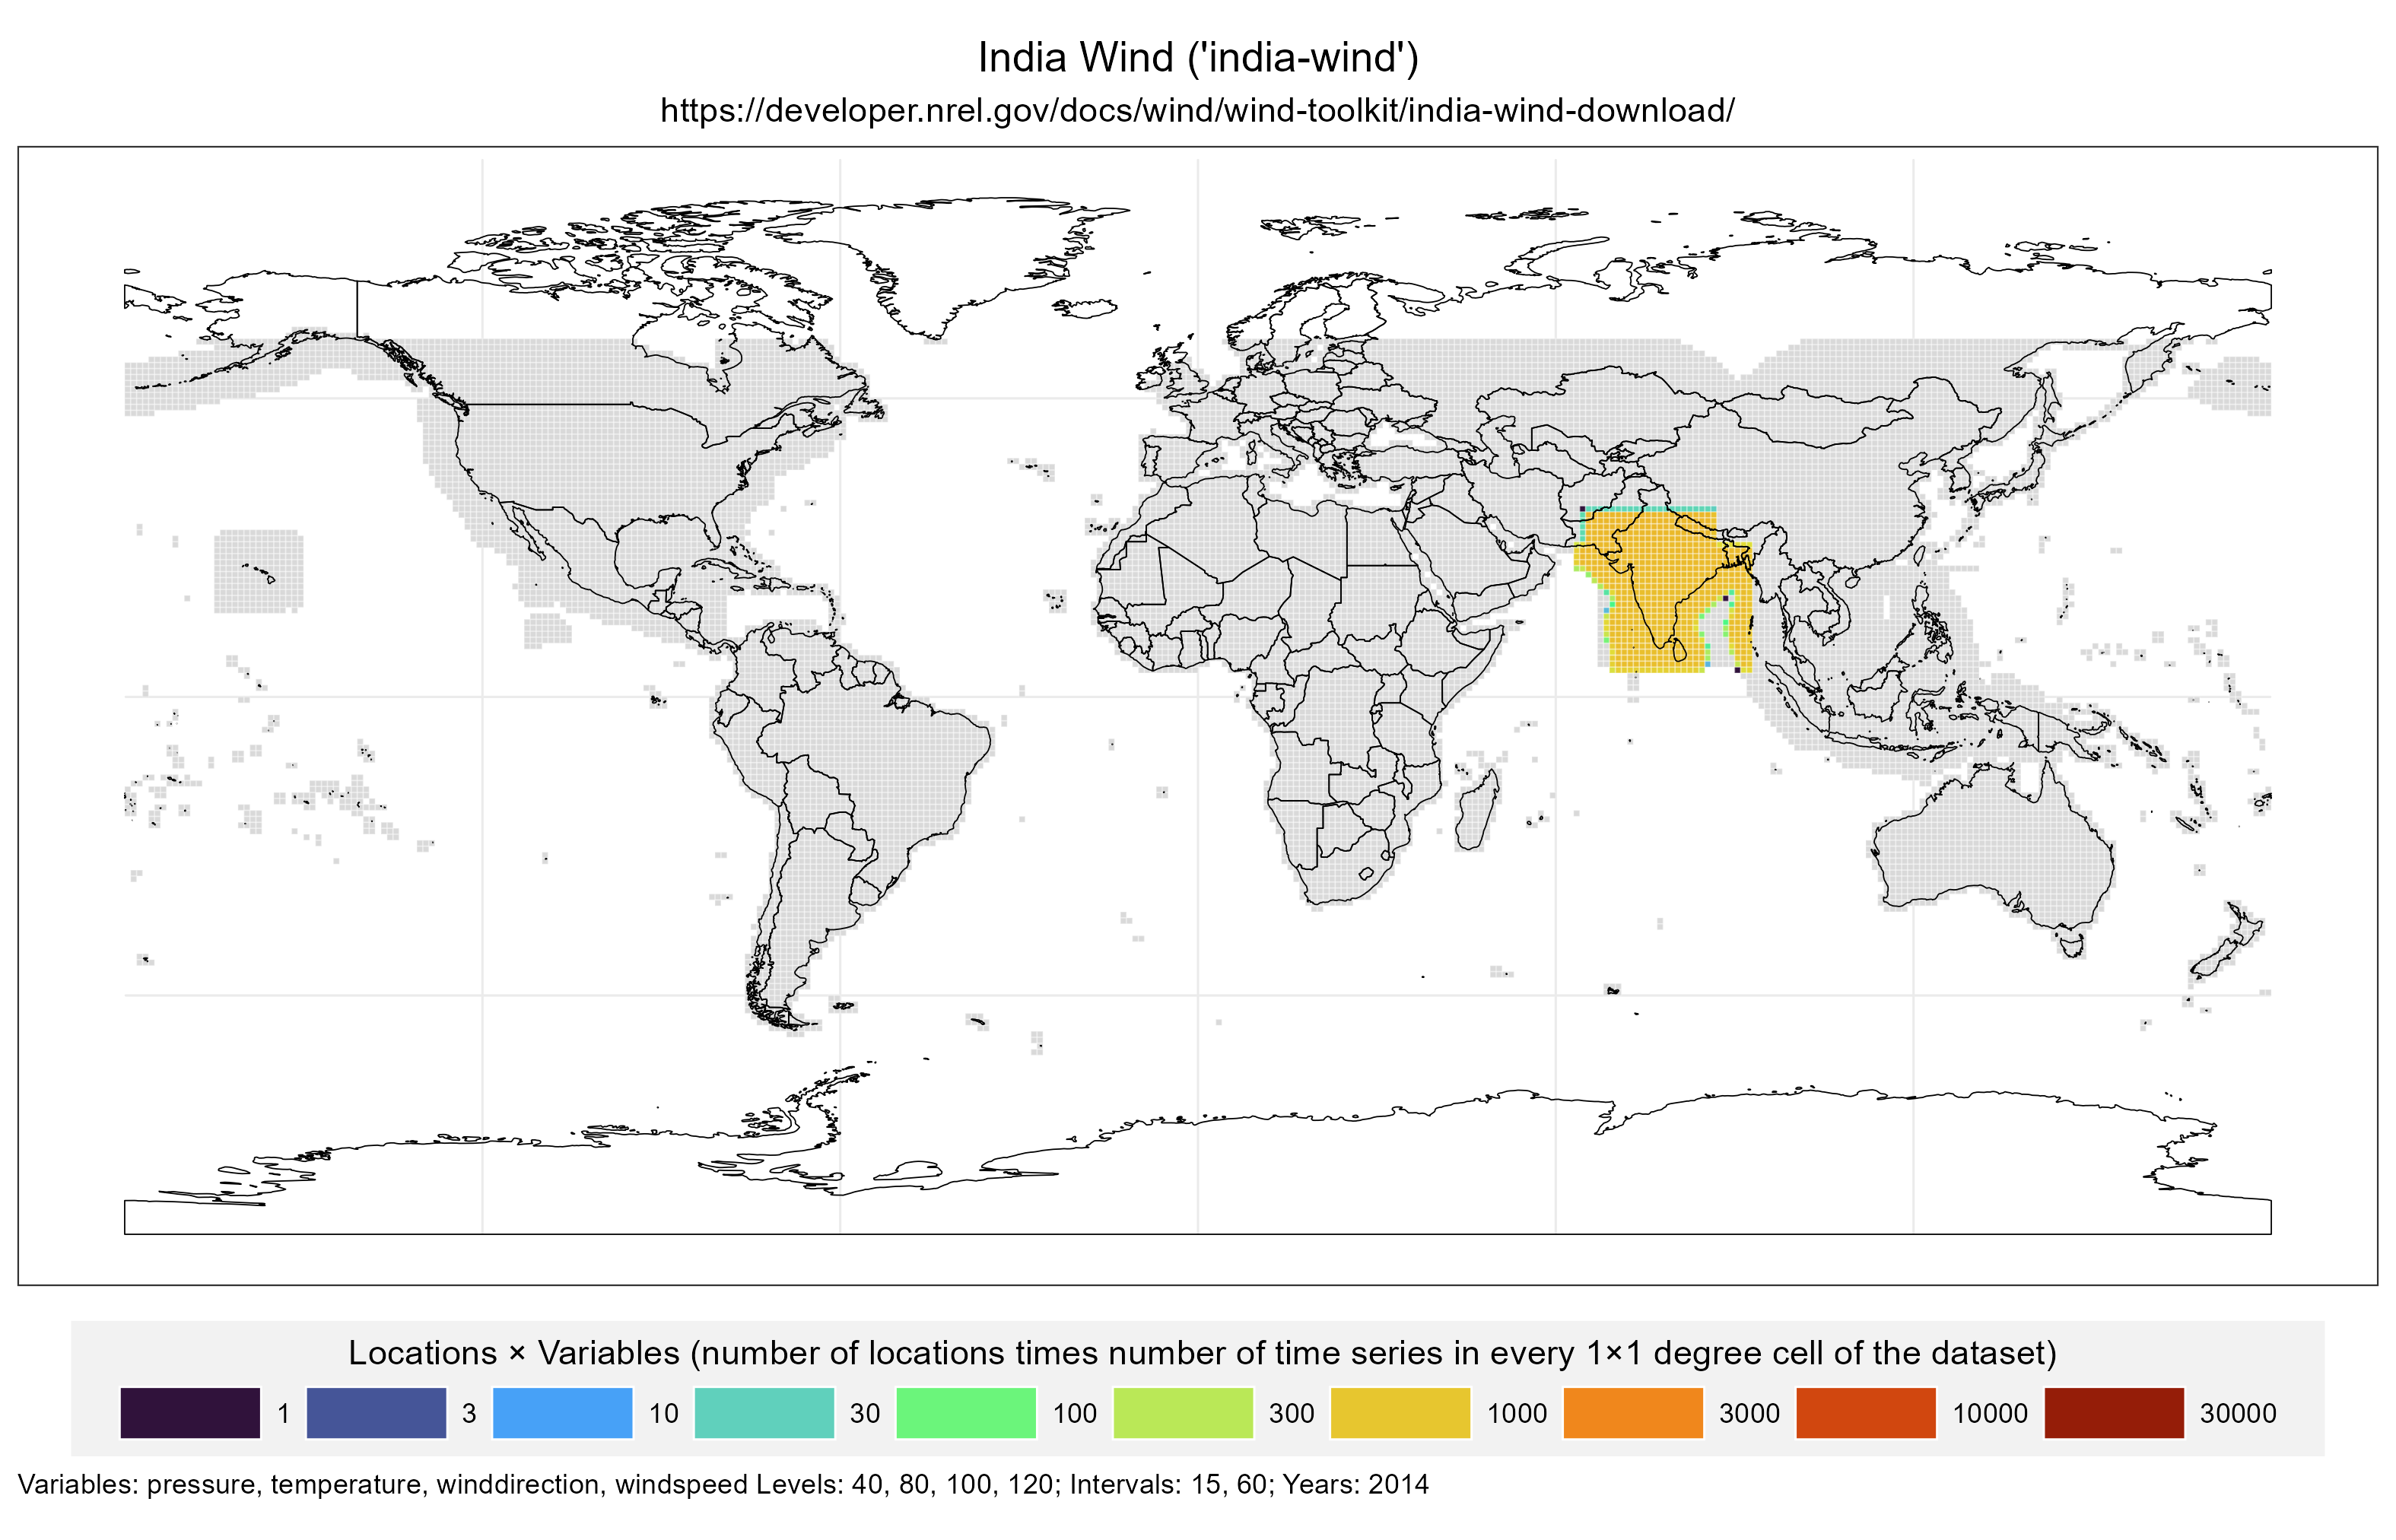 India Wind ('india-wind')
https://developer.nrel.gov/docs/wind/wind-toolkit/india-wind-download/
Locations × Variables (number of locations times number of time series in every 1×1 degree cell of the dataset)
1 3 10 30 100 300 1000 3000 10000 30000
Variables: pressure, temperature, winddirection, windspeed Levels: 40, 80, 100, 120; Intervals: 15, 60; Years: 2014